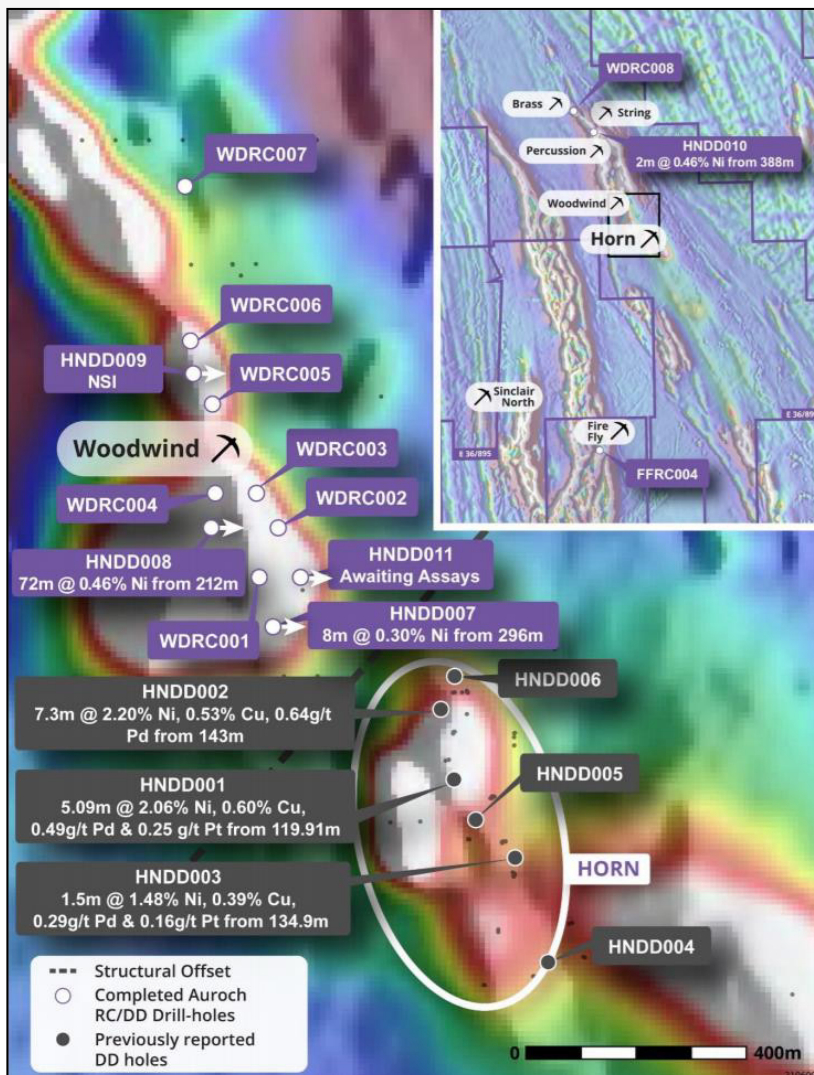 WDRC007
WDRC006
HNDD009
NSI
WDRC005
Woodwind
WDRC003
WDRC004
WDRC002
HNDD008
72m @ 0.46% Ni from 212m
HNDD011
Awaiting Assays
WDRC001
HNDD007
8m @ 0.30% Ni from 296m
WDRC008
Brass
String
Percussion
HNDD010
2m @ 0.46% Ni from 388m
Woodwind
Horn
Sinclair
North
Fire
Fly
E 36/895
FFRC004
HNDD006
HNDD002
7.3m @ 2.20% Ni, 0.53% Cu, 0.64g/t
Pd from 143m
HNDD001
5.09m @ 2.06% Ni, 0.60% Cu,
0.49g/t Pd & 0.25 g/t Pt from 119.91m
HNDD005
HNDD003
1.5m @ 1.48% Ni, 0.39% Cu,
0.29g/t Pd & 0.16g/t Pt from 134.9m
HORN
HNDD004
Structural Offset
Completed Auroch
RC/DD Drill-holes
Previously reported
DD holes
0 400m